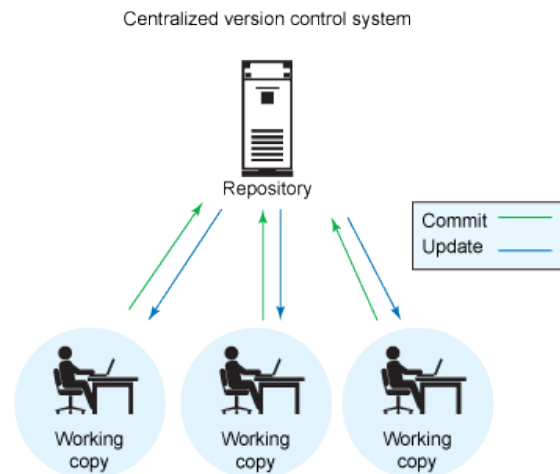 Centralized version control system
Repository
Commit
Update
Working
copy
Working
copy
Working
copy